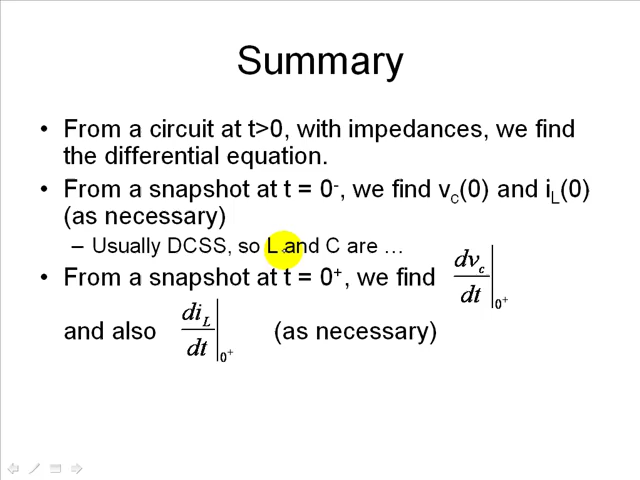 Summary
• From a circuit at t>0, with impedances, we find
the differential equation.
• From a snapshot at t = 0⁻, we find v_C(0) and i_L(0)
(as necessary)
– Usually DCSS, so L and C are …
• From a snapshot at t = 0⁺, we find dv_c/dt|0⁺
and also di_L/dt|0⁺ (as necessary)